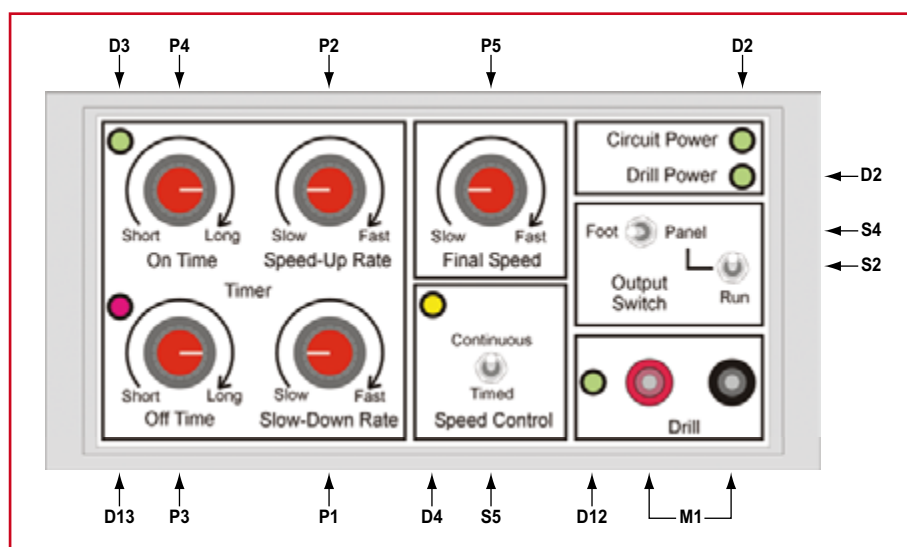 D3 P4 P2 P5 D2
Circuit Power
Drill Power
D2
Short Long
On Time
Slow Fast
Speed-Up Rate
Slow Fast
Final Speed
Foot Panel
S4
S2
Output
Switch
Run
Timer
Short Long
Off Time
Slow Fast
Slow-Down Rate
Continuous
Timed
Speed Control
Drill
D13 P3 P1 D4 S5 D12 M1